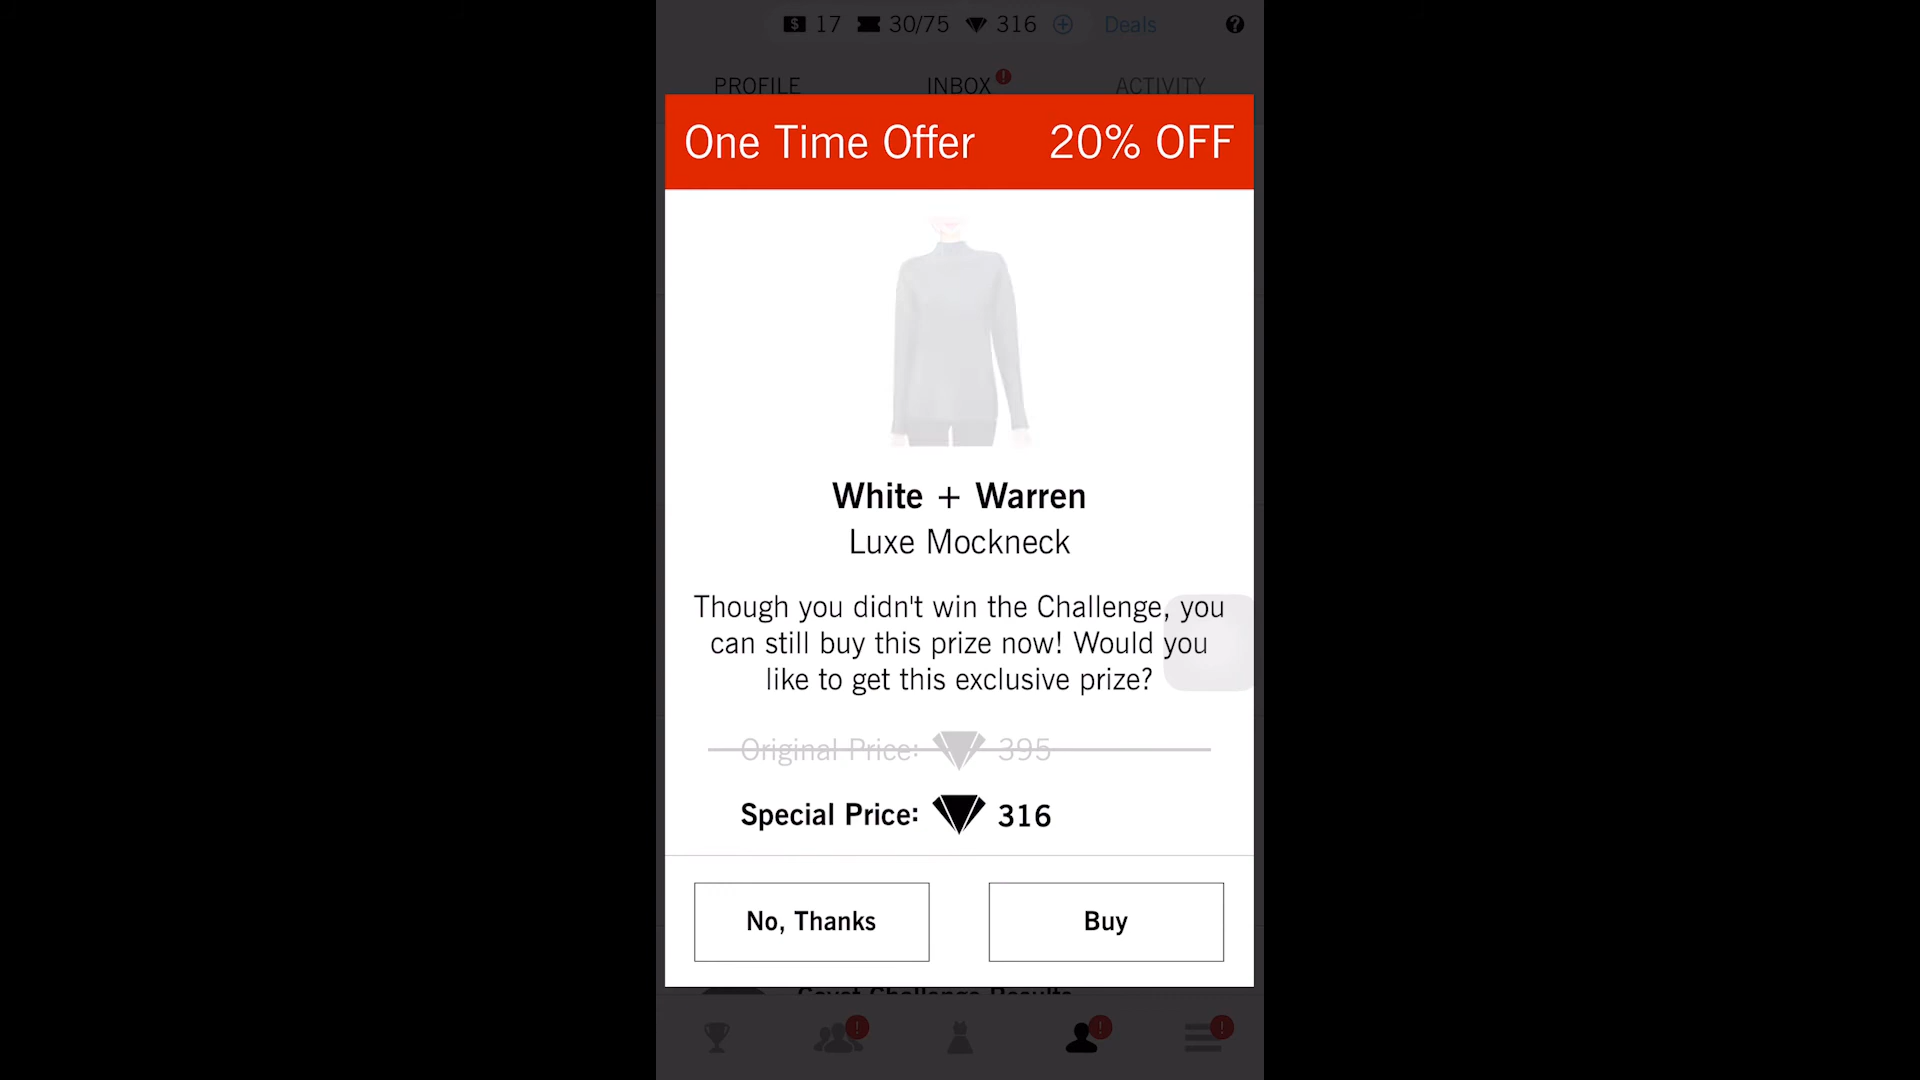 17 30/75 316 Deals
PROFILE INBOX ACTIVITY
One Time Offer 20% OFF
White + Warren
Luxe Mockneck
Though you didn't win the Challenge, you
can still buy this prize now! Would you
like to get this exclusive prize?
Original Price: 395
Special Price: 316
No, Thanks Buy
Challenge Results